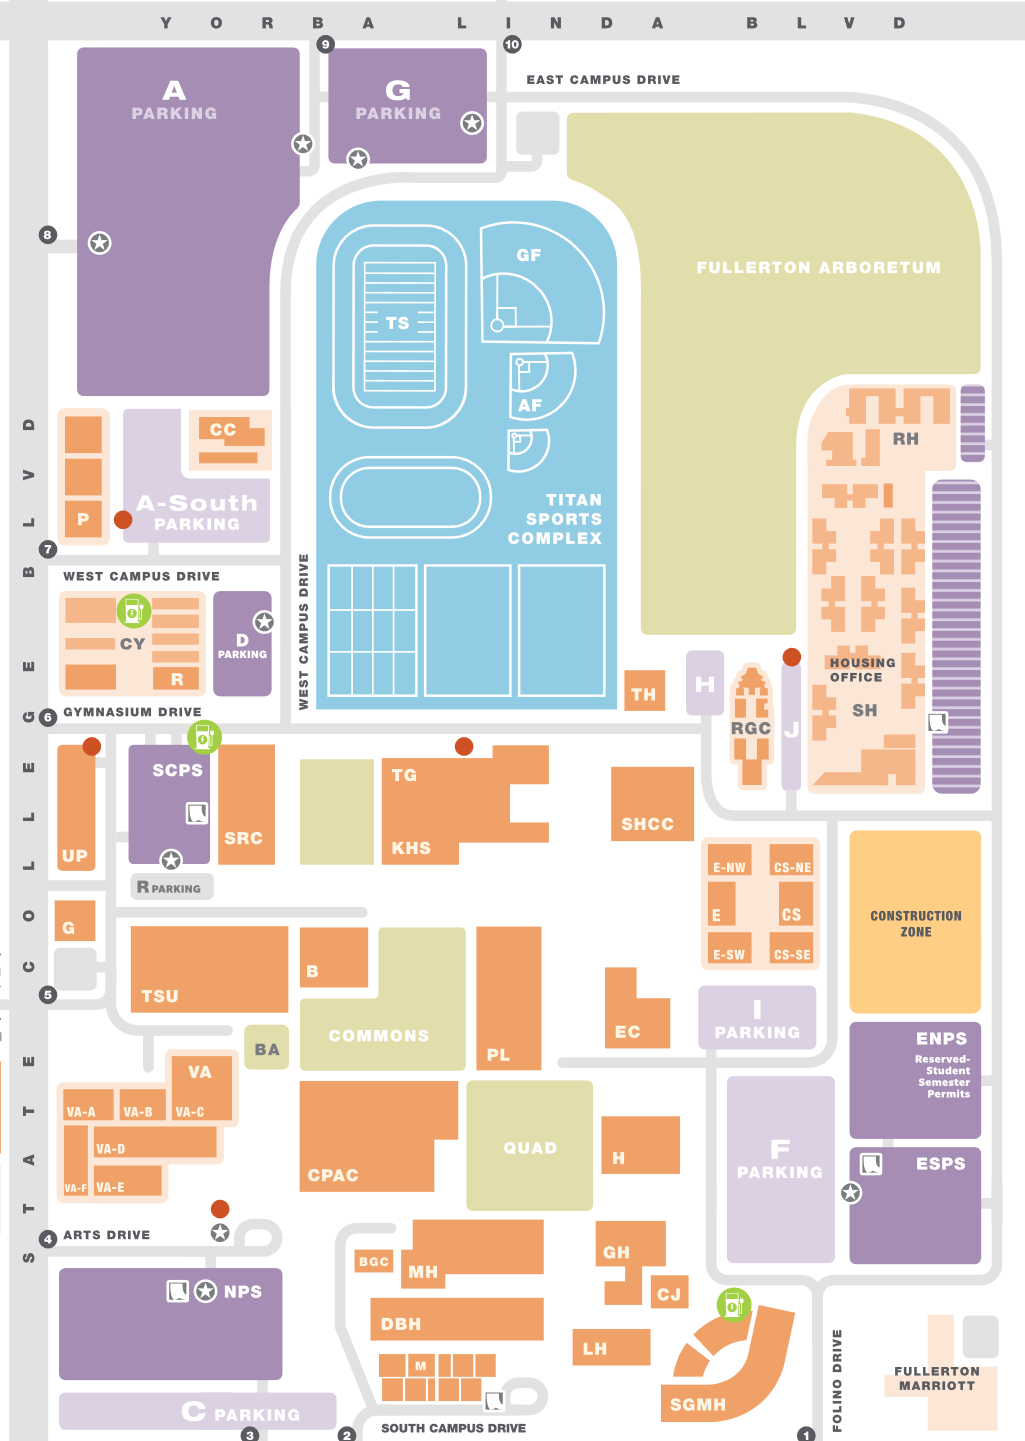 YORBA LINDA BLVD
9
10
EAST CAMPUS DRIVE
A
PARKING
G
PARKING
8
GF
FULLERTON ARBORETUM
TS
AF
RH
CC
A-South
PARKING
P
TITAN
SPORTS
COMPLEX
7
WEST CAMPUS DRIVE
WEST CAMPUS DRIVE
CY
D
PARKING
R
HOUSING
OFFICE
TH
H
SH
6
GYMNASIUM DRIVE
RGC
J
STATE COLLEGE BLVD
SCPS
TG
SHCC
SRC
KHS
UP
E-NW
CS-NE
R PARKING
E
CS
CONSTRUCTION
ZONE
G
E-SW
CS-SE
B
5
TSU
I
PARKING
COMMONS
EC
ENPS
BA
PL
Reserved-
Student
Semester
Permits
VA
VA-A
VA-B
VA-C
VA-D
QUAD
F
PARKING
H
ESPS
CPAC
VA-F
VA-E
4
ARTS DRIVE
GH
BGC
MH
NPS
CJ
DBH
LH
FOLINO DRIVE
M
FULLERTON
MARRIOTT
SGMH
C PARKING
SOUTH CAMPUS DRIVE
3
2
1